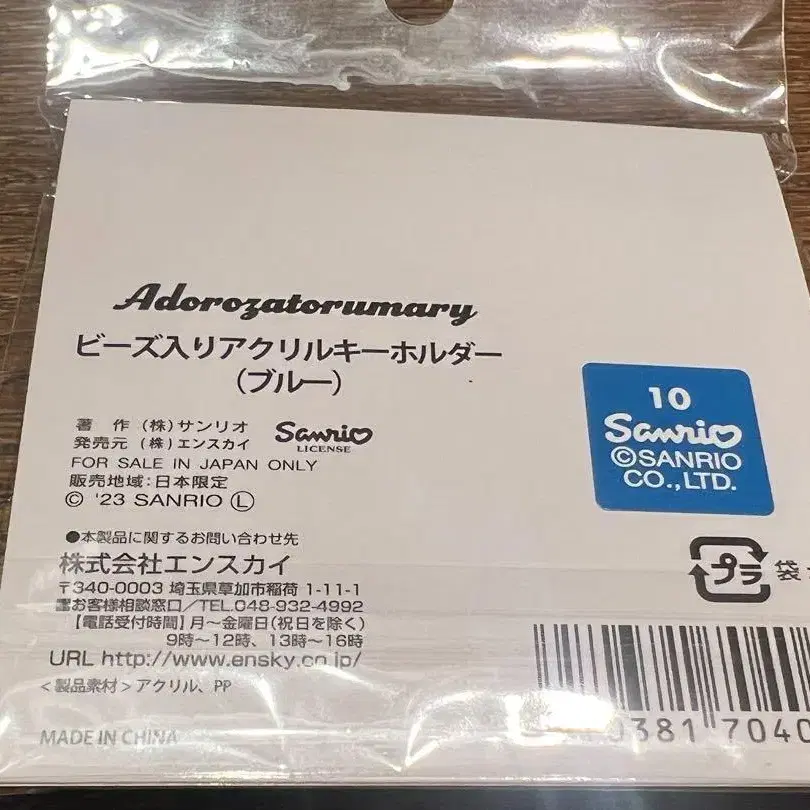 Adorozatorumary
ビーズ入りアクリルキーホルダー
(ブルー)
著 作 (株)サンリオ
発売元 (株)エンスカイ
Sanrio
LICENSE
FOR SALE IN JAPAN ONLY
販売地域:日本限定
© '23 SANRIO Ⓛ
●本製品に関するお問い合わせ先
株式会社エンスカイ
〒340-0003 埼玉県草加市稲荷 1-11-1
☎お客様相談窓口/TEL.048-932-4992
【電話受付時間】月〜金曜日(祝日を除く)
9時〜12時、13時〜16時
URL http://www.ensky.co.jp/
<製品素材>アクリル、PP
MADE IN CHINA
10
Sanrio
©SANRIO
CO.,LTD.
プラ
袋
0381 7040